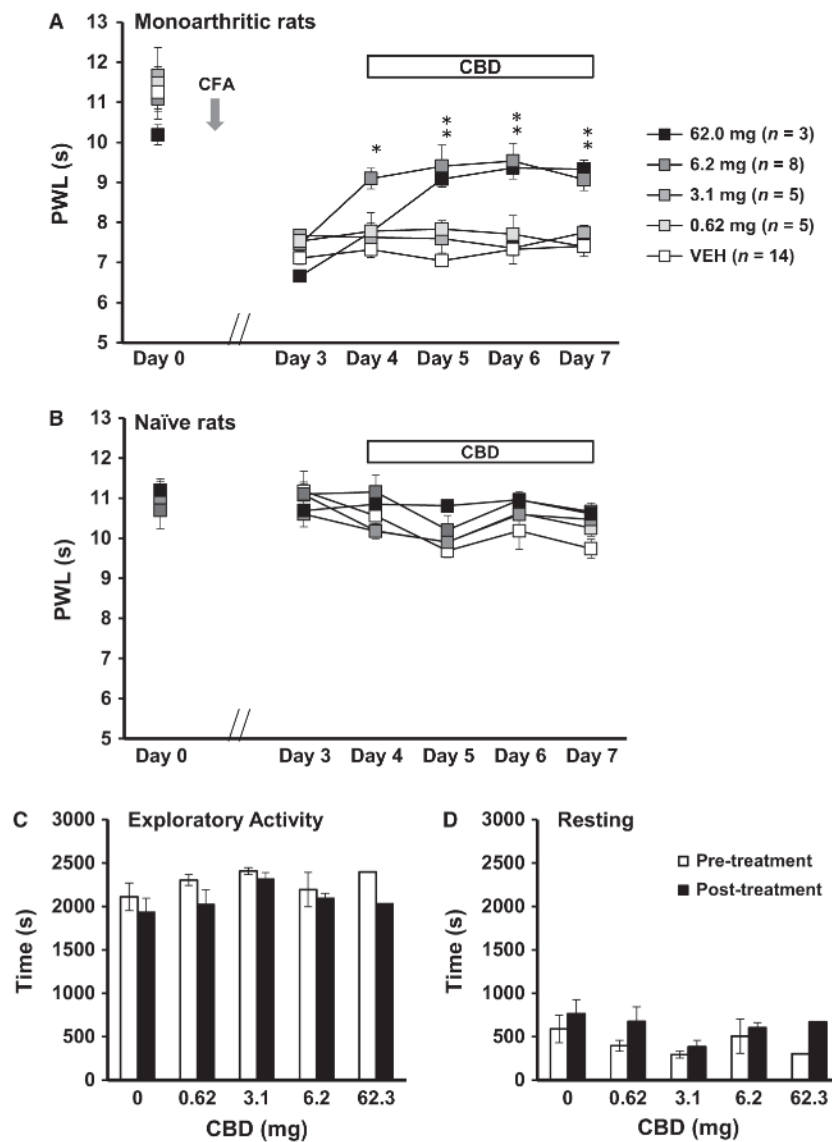 A Monoarthritic rats
13
12
11
10
9
8
7
6
5
PWL (s)
CFA
CBD
*
* *
* *
* *
Day 0 Day 3 Day 4 Day 5 Day 6 Day 7
62.0 mg (n = 3)
6.2 mg (n = 8)
3.1 mg (n = 5)
0.62 mg (n = 5)
VEH (n = 14)
B Naïve rats
13
12
11
10
9
8
7
6
5
PWL (s)
CBD
Day 0 Day 3 Day 4 Day 5 Day 6 Day 7
C Exploratory Activity
3000
2500
2000
1500
1000
500
0
Time (s)
0 0.62 3.1 6.2 62.3
CBD (mg)
D Resting
3000
2500
2000
1500
1000
500
0
Time (s)
Pre-treatment
Post-treatment
0 0.62 3.1 6.2 62.3
CBD (mg)